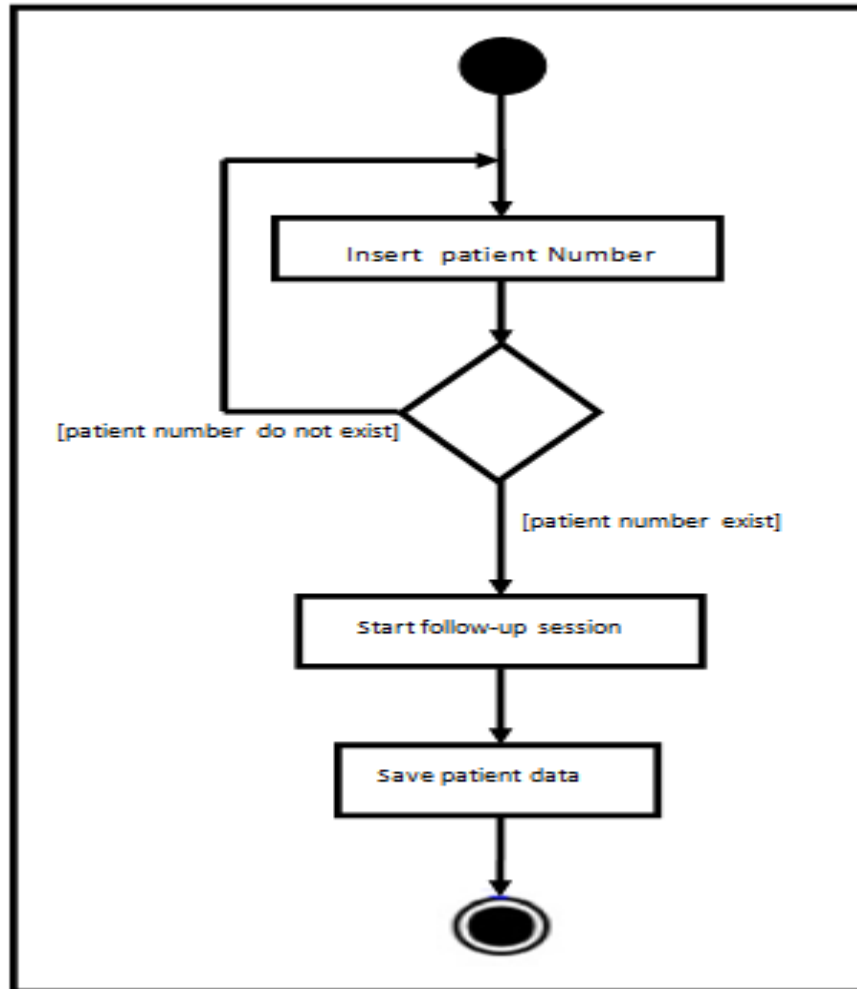 Insert patient Number
[patient number do not exist]
[patient number exist]
Start follow-up session
Save patient data